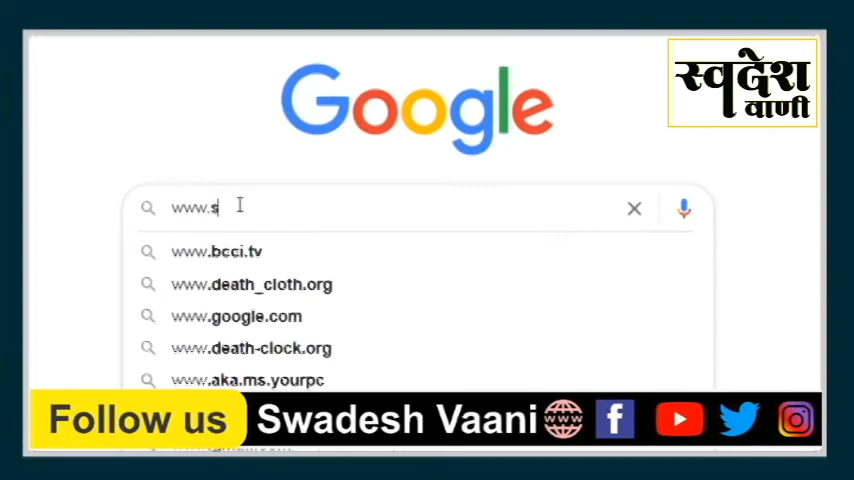 Google
स्वदेश
वाणी
www.s
www.bcci.tv
www.death_cloth.org
www.google.com
www.death-clock.org
www.aka.ms.yourpc
Follow us Swadesh Vaani